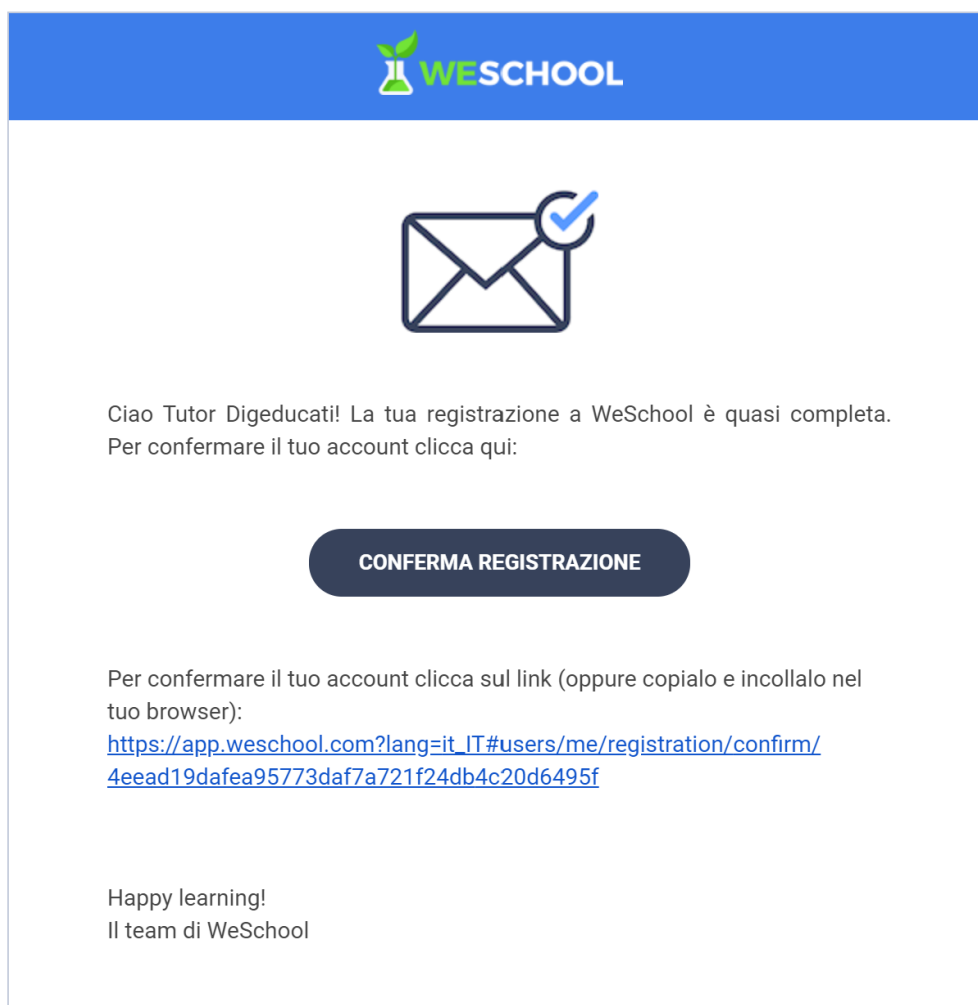 WESCHOOL
Ciao Tutor Digeducati! La tua registrazione a WeSchool è quasi completa.
Per confermare il tuo account clicca qui:
CONFERMA REGISTRAZIONE
Per confermare il tuo account clicca sul link (oppure copialo e incollalo nel
tuo browser):
https://app.weschool.com?lang=it_IT#users/me/registration/confirm/
4eead19dafea95773daf7a721f24db4c20d6495f
Happy learning!
Il team di WeSchool